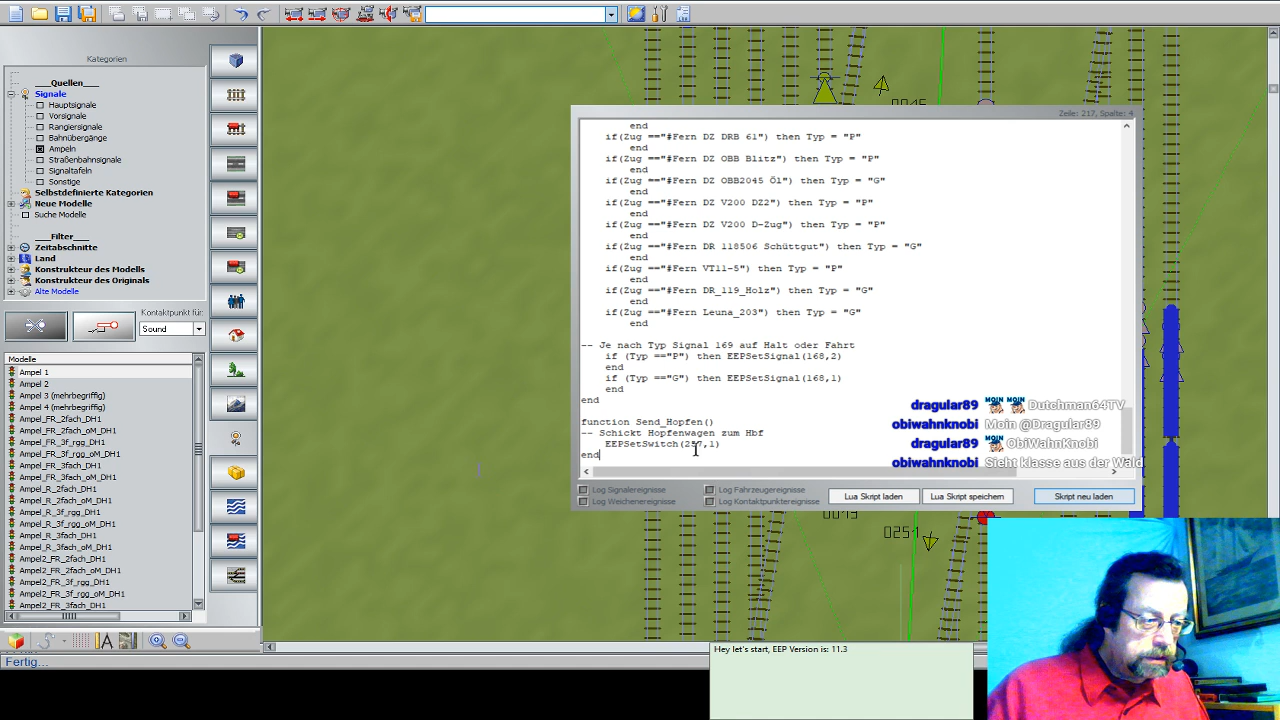 Kategorien
__Quellen___
Signale
Hauptsignale
Vorsignale
Rangiersignale
Bahnübergänge
Ampeln
Straßenbahnsignale
Signaltafeln
Sonstige
Selbstdefinierte Kategorien
Neue Modelle
Suche Modelle
__Filter___
Zeitabschnitte
Land
Konstrukteur des Modells
Konstrukteur des Originals
Alte Modelle
Kontaktpunkt für:
Sound
Modelle
Ampel 1
Ampel 2
Ampel 3 (mehrbegriffig)
Ampel 4 (mehrbegriffig)
Ampel_FR_2fach_DH1
Ampel_FR_2fach_oM_DH1
Ampel_FR_3f_rgg_DH1
Ampel_FR_3fach_DH1
Ampel_FR_3fach_oM_DH1
Ampel_R_2fach_DH1
Ampel_R_2fach_oM_DH1
Ampel_R_3f_rgg_DH1
Ampel_R_3fach_DH1
Ampel_R_3fach_oM_DH1
Ampel2_FR_2fach_DH1
Ampel2_FR_2fach_oM_DH1
Ampel2_FR_3f_rgg_DH1
Ampel2_FR_3f_rgg_oM_DH1
Ampel2_FR_3fach_DH1
Fertig...
Zeile: 217, Spalte: 4
end
if(Zug =="#Fern DZ DRB 61") then Typ = "P"
end
if(Zug =="#Fern DZ OBB Blitz") then Typ = "P"
end
if(Zug =="#Fern DZ OBB2045 Öl") then Typ = "G"
end
if(Zug =="#Fern DZ V200 DZ2") then Typ = "P"
end
if(Zug =="#Fern DZ V200 D-Zug") then Typ = "P"
end
if(Zug =="#Fern DR 118506 Schüttgut") then Typ = "G"
end
if(Zug =="#Fern VT11-5") then Typ = "P"
end
if(Zug =="#Fern DR_119_Holz") then Typ = "G"
end
if(Zug =="#Fern Leuna_203") then Typ = "G"
end
-- Je nach Typ Signal 169 auf Halt oder Fahrt
if (Typ =="P") then EEPSetSignal(168,2)
end
if (Typ =="G") then EEPSetSignal(168,1)
end
end
function Send_Hopfen()
-- Schickt Hopfenwagen zum Hbf
end
Log Signalereignisse
Log Weichenereignisse
Log Fahrzeugereignisse
Log Kontaktpunktereignisse
Lua Skript laden
Lua Skript speichern
Skript neu laden
dragular89 MOIN MOIN Dutchman64TV
obiwahnknobi Moin @Dragular89
dragular89 MOIN ObiWahnKnobi
obiwahnknobi Sieht klasse aus der Wald
0251
Hey let's start, EEP Version is: 11.3